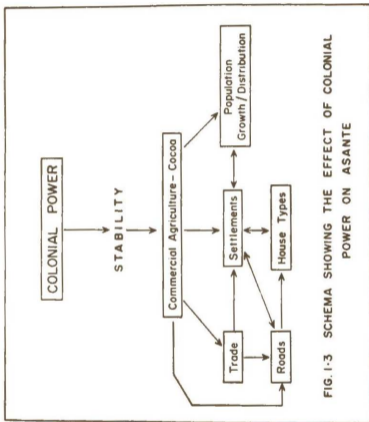 COLONIAL POWER
STABILITY
Commercial Agriculture – Cocoa
Population
Growth / Distribution
Settlements
Trade
House Types
Roads
FIG. 1-3 SCHEMA SHOWING THE EFFECT OF COLONIAL
POWER ON ASANTE